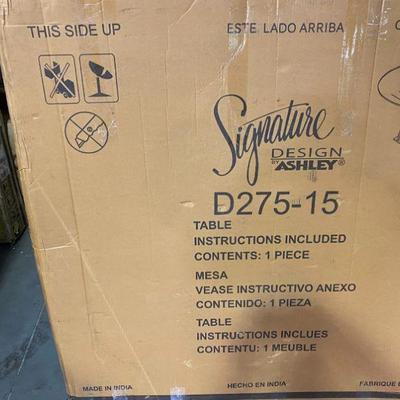 THIS SIDE UP
ESTE LADO ARRIBA
Signature
DESIGN
BY ASHLEY®
D275-15
TABLE
INSTRUCTIONS INCLUDED
CONTENTS: 1 PIECE
MESA
VEASE INSTRUCTIVO ANEXO
CONTENIDO: 1 PIEZA
TABLE
INSTRUCTIONS INCLUES
CONTENTU: 1 MEUBLE
MADE IN INDIA
HECHO EN INDIA
FABRIQUE